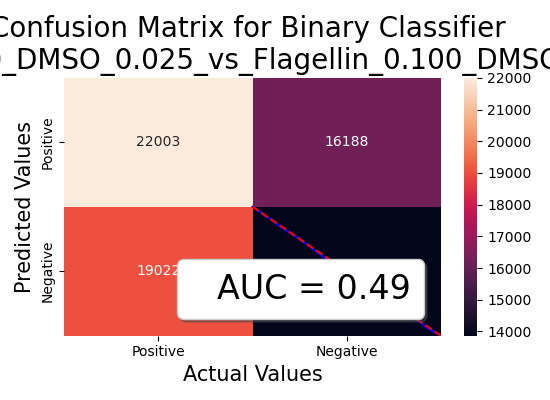 Confusion Matrix for Binary Classifier
_DMSO_0.025_vs_Flagellin_0.100_DMSO
22000
21000
20000
19000
18000
17000
16000
15000
14000
Predicted Values
Positive
Negative
22003
16188
19022
AUC = 0.49
Positive
Negative
Actual Values